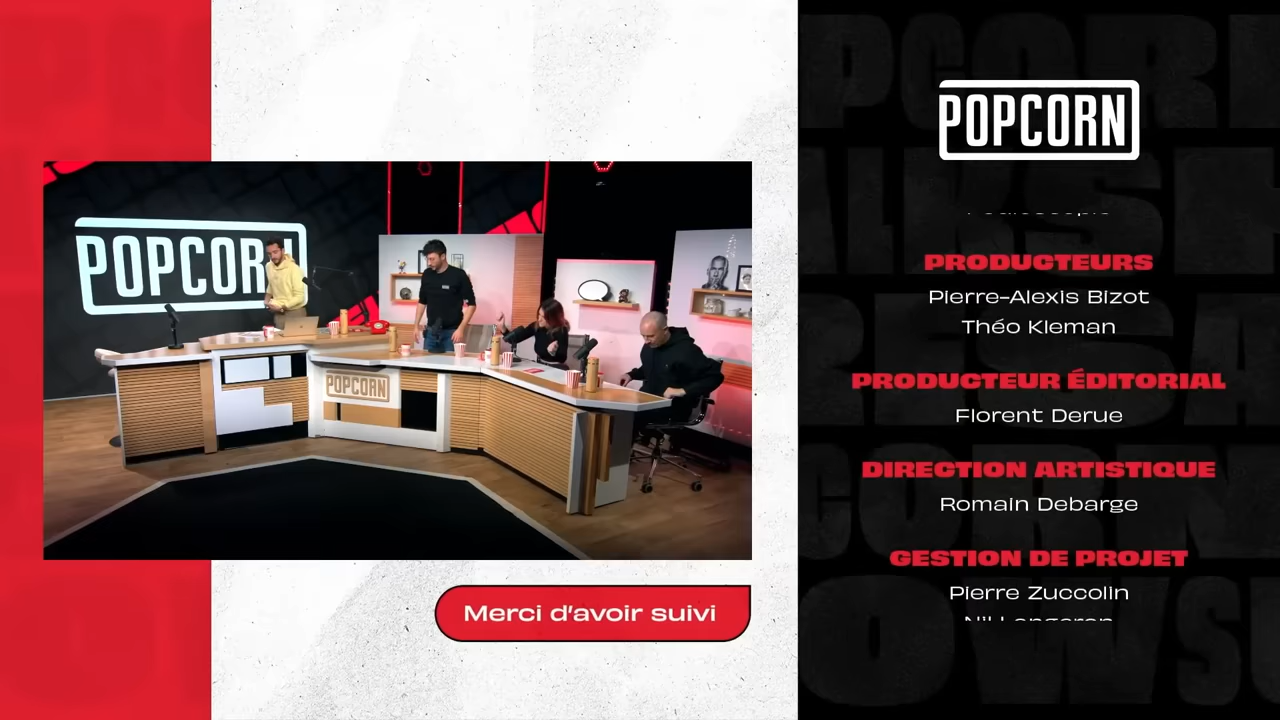 POPCORN
POPCORN
Merci d'avoir suivi
POPCORN
PRODUCTEURS
Pierre-Alexis Bizot
Théo Kleman
PRODUCTEUR ÉDITORIAL
Florent Derue
DIRECTION ARTISTIQUE
Romain Debarge
GESTION DE PROJET
Pierre Zuccolin